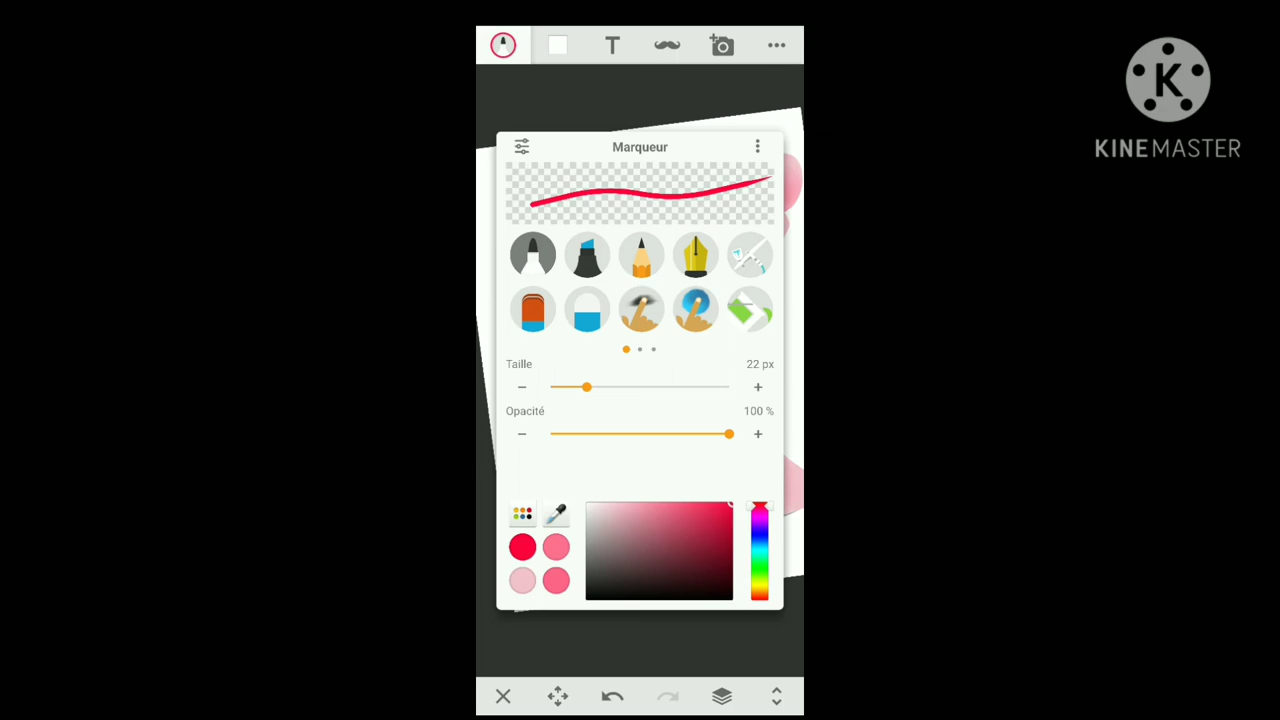 T
K
KINEMASTER
Marqueur
Taille
22 px
Opacité
100 %